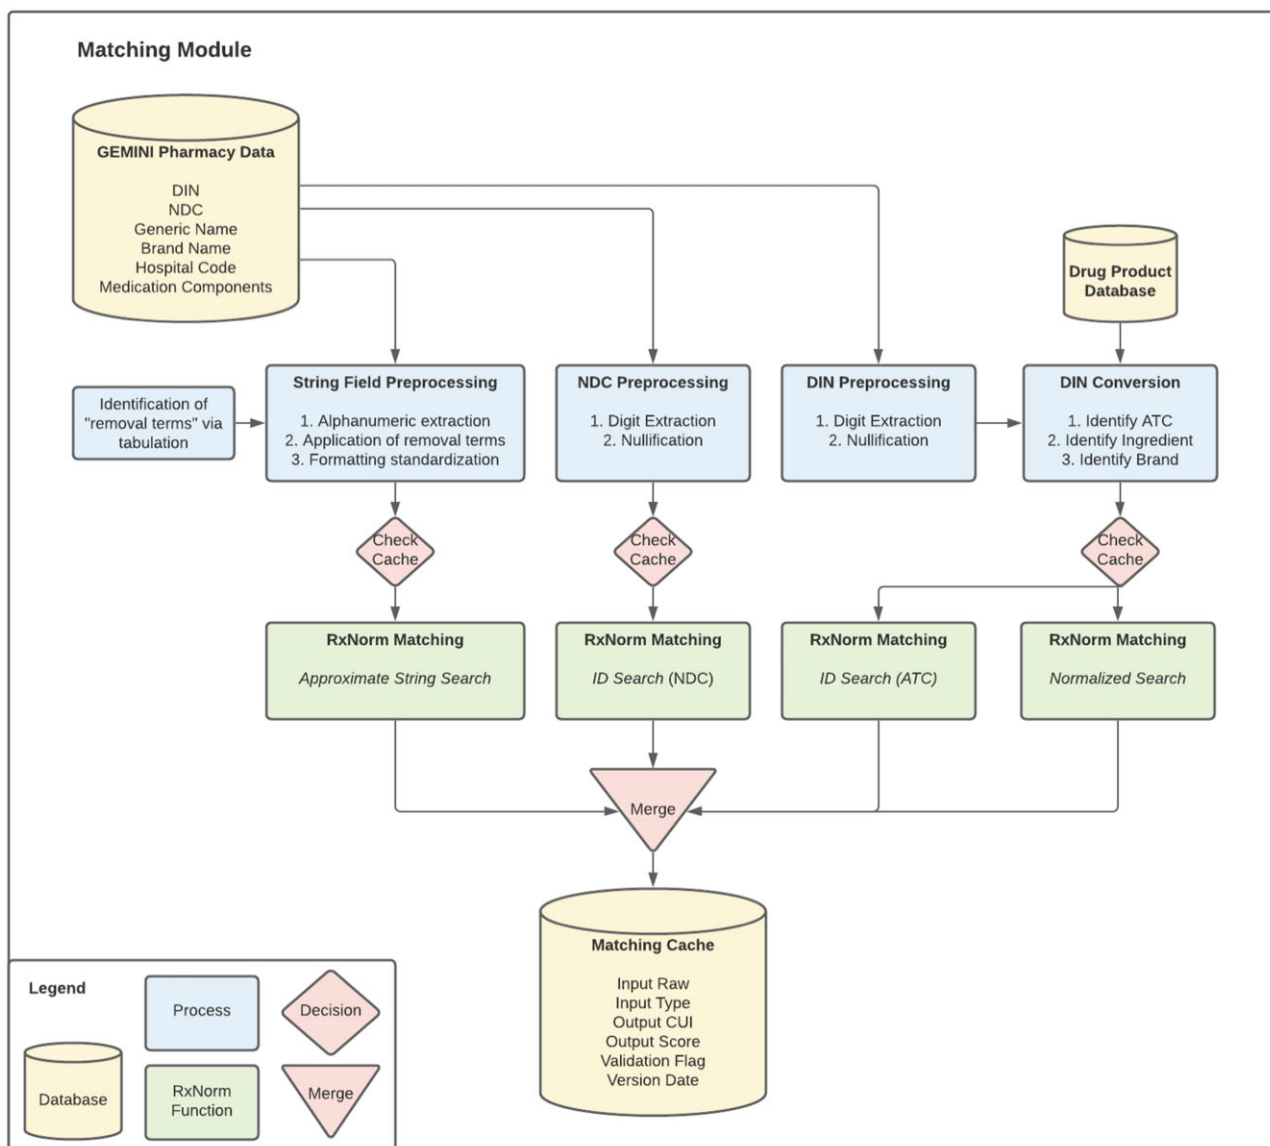 Matching Module
GEMINI Pharmacy Data
DIN
NDC
Generic Name
Brand Name
Hospital Code
Medication Components
Drug Product
Database
Identification of
"removal terms" via
tabulation
String Field Preprocessing
1. Alphanumeric extraction
2. Application of removal terms
3. Formatting standardization
NDC Preprocessing
1. Digit Extraction
2. Nullification
DIN Preprocessing
1. Digit Extraction
2. Nullification
DIN Conversion
1. Identify ATC
2. Identify Ingredient
3. Identify Brand
Check
Cache
Check
Cache
Check
Cache
RxNorm Matching
Approximate String Search
RxNorm Matching
ID Search (NDC)
RxNorm Matching
ID Search (ATC)
RxNorm Matching
Normalized Search
Merge
Matching Cache
Input Raw
Input Type
Output CUI
Output Score
Validation Flag
Version Date
Legend
Process
Decision
Database
RxNorm
Function
Merge